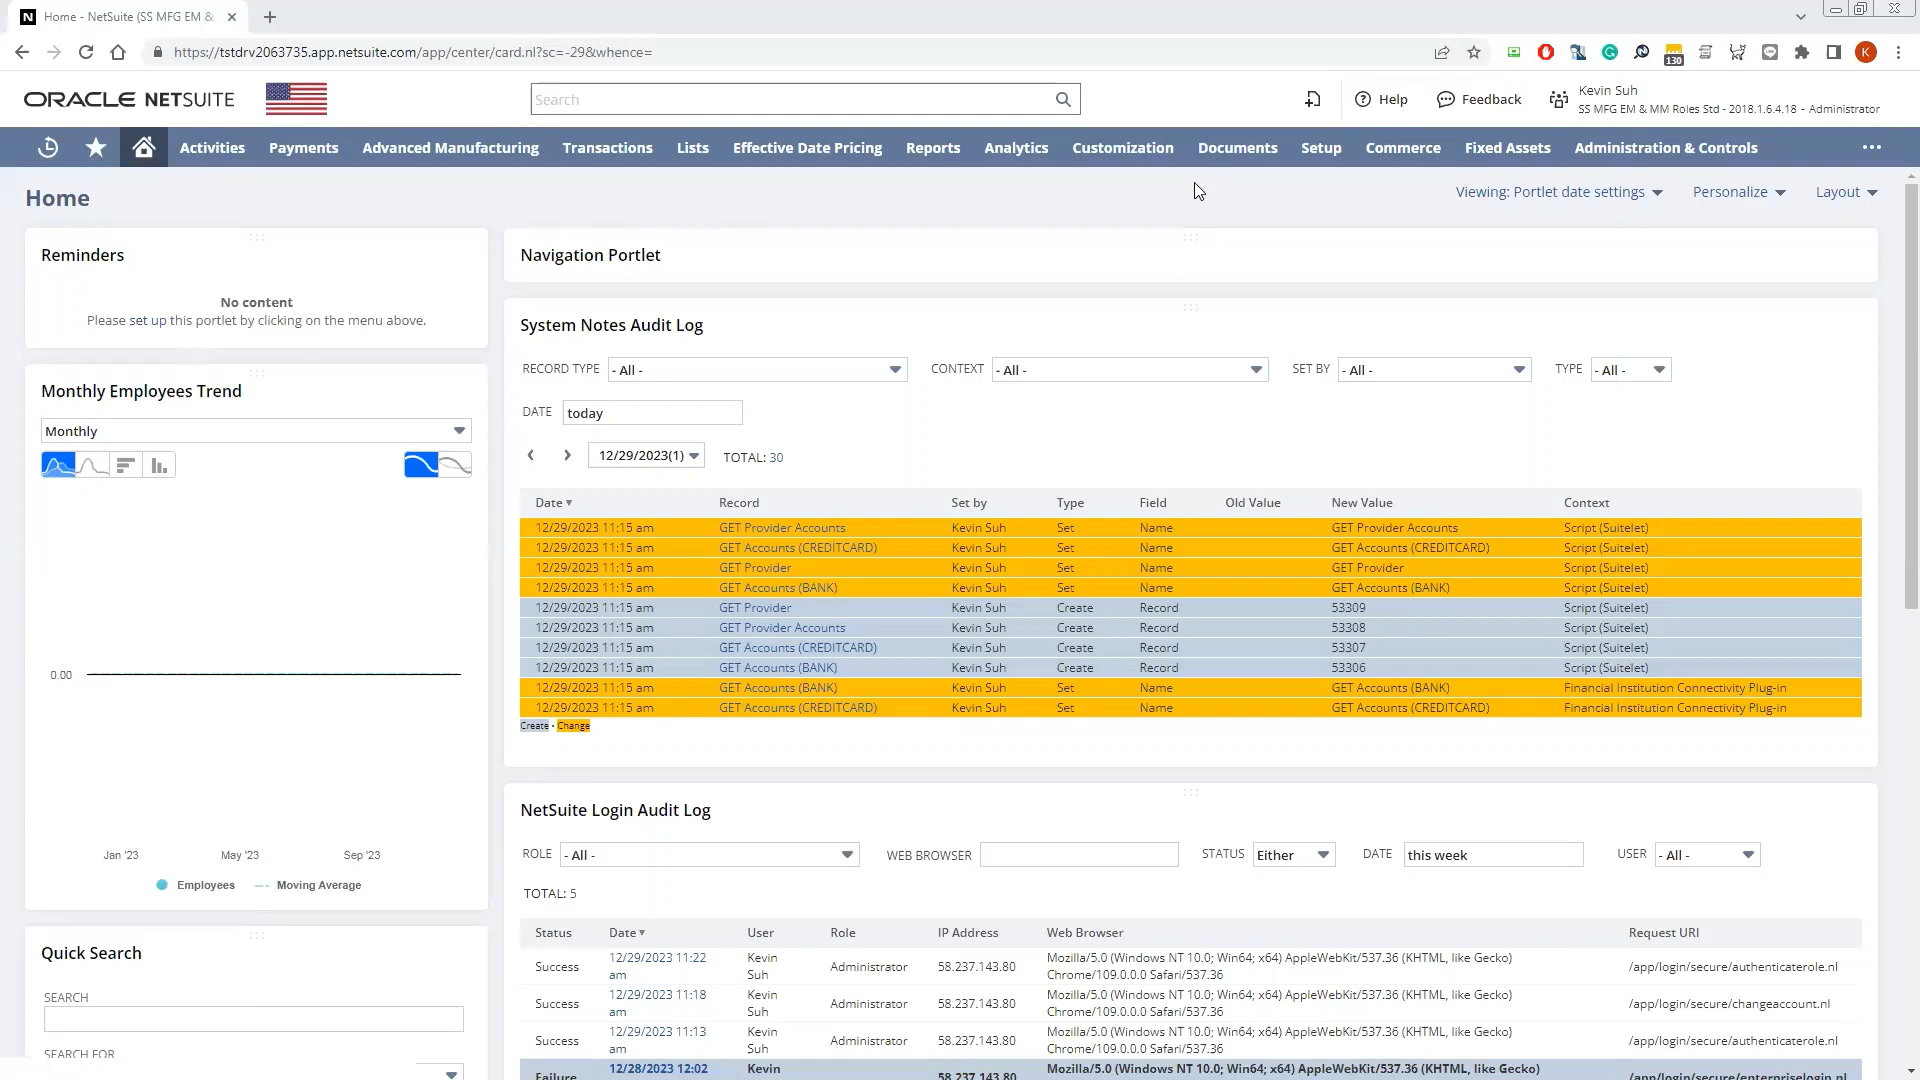 Home - NetSuite (SS MFG EM &
https://tstdrv2063735.app.netsuite.com/app/center/card.nl?sc=-29&whence=
130
K
ORACLE NETSUITE
Search
Help
Feedback
Kevin Suh
SS MFG EM & MM Roles Std - 2018.1.6.4.18 - Administrator
Activities Payments Advanced Manufacturing Transactions Lists Effective Date Pricing Reports Analytics Customization Documents Setup Commerce Fixed Assets Administration & Controls
Home
Viewing: Portlet date settings Personalize Layout
Reminders
No content
Please set up this portlet by clicking on the menu above.
Monthly Employees Trend
Monthly
0.00
Jan '23 May '23 Sep '23
Employees Moving Average
Quick Search
SEARCH
SEARCH FOR
Navigation Portlet
System Notes Audit Log
RECORD TYPE - All - CONTEXT - All - SET BY - All - TYPE - All -
DATE today
12/29/2023(1) TOTAL: 30
Date Record Set by Type Field Old Value New Value Context
12/29/2023 11:15 am GET Provider Accounts Kevin Suh Set Name GET Provider Accounts Script (Suitelet)
12/29/2023 11:15 am GET Accounts (CREDITCARD) Kevin Suh Set Name GET Accounts (CREDITCARD) Script (Suitelet)
12/29/2023 11:15 am GET Provider Kevin Suh Set Name GET Provider Script (Suitelet)
12/29/2023 11:15 am GET Accounts (BANK) Kevin Suh Set Name GET Accounts (BANK) Script (Suitelet)
12/29/2023 11:15 am GET Provider Kevin Suh Create Record 53309 Script (Suitelet)
12/29/2023 11:15 am GET Provider Accounts Kevin Suh Create Record 53308 Script (Suitelet)
12/29/2023 11:15 am GET Accounts (CREDITCARD) Kevin Suh Create Record 53307 Script (Suitelet)
12/29/2023 11:15 am GET Accounts (BANK) Kevin Suh Create Record 53306 Script (Suitelet)
12/29/2023 11:15 am GET Accounts (BANK) Kevin Suh Set Name GET Accounts (BANK) Financial Institution Connectivity Plug-in
12/29/2023 11:15 am GET Accounts (CREDITCARD) Kevin Suh Set Name GET Accounts (CREDITCARD) Financial Institution Connectivity Plug-in
Create - Change
NetSuite Login Audit Log
ROLE - All - WEB BROWSER STATUS Either DATE this week USER - All -
TOTAL: 5
Status Date User Role IP Address Web Browser Request URI
Success 12/29/2023 11:22 am Kevin Suh Administrator 58.237.143.80 Mozilla/5.0 (Windows NT 10.0; Win64; x64) AppleWebKit/537.36 (KHTML, like Gecko) Chrome/109.0.0.0 Safari/537.36 /app/login/secure/authenticaterole.nl
Success 12/29/2023 11:18 am Kevin Suh Administrator 58.237.143.80 Mozilla/5.0 (Windows NT 10.0; Win64; x64) AppleWebKit/537.36 (KHTML, like Gecko) Chrome/109.0.0.0 Safari/537.36 /app/login/secure/changeaccount.nl
Success 12/29/2023 11:13 am Kevin Suh Administrator 58.237.143.80 Mozilla/5.0 (Windows NT 10.0; Win64; x64) AppleWebKit/537.36 (KHTML, like Gecko) Chrome/109.0.0.0 Safari/537.36 /app/login/secure/authenticaterole.nl
Failure 12/28/2023 12:02 Kevin 58.237.143.80 Mozilla/5.0 (Windows NT 10.0; Win64; x64) AppleWebKit/537.36 (KHTML, like Gecko) /app/login/secure/enterpriselogin.nl